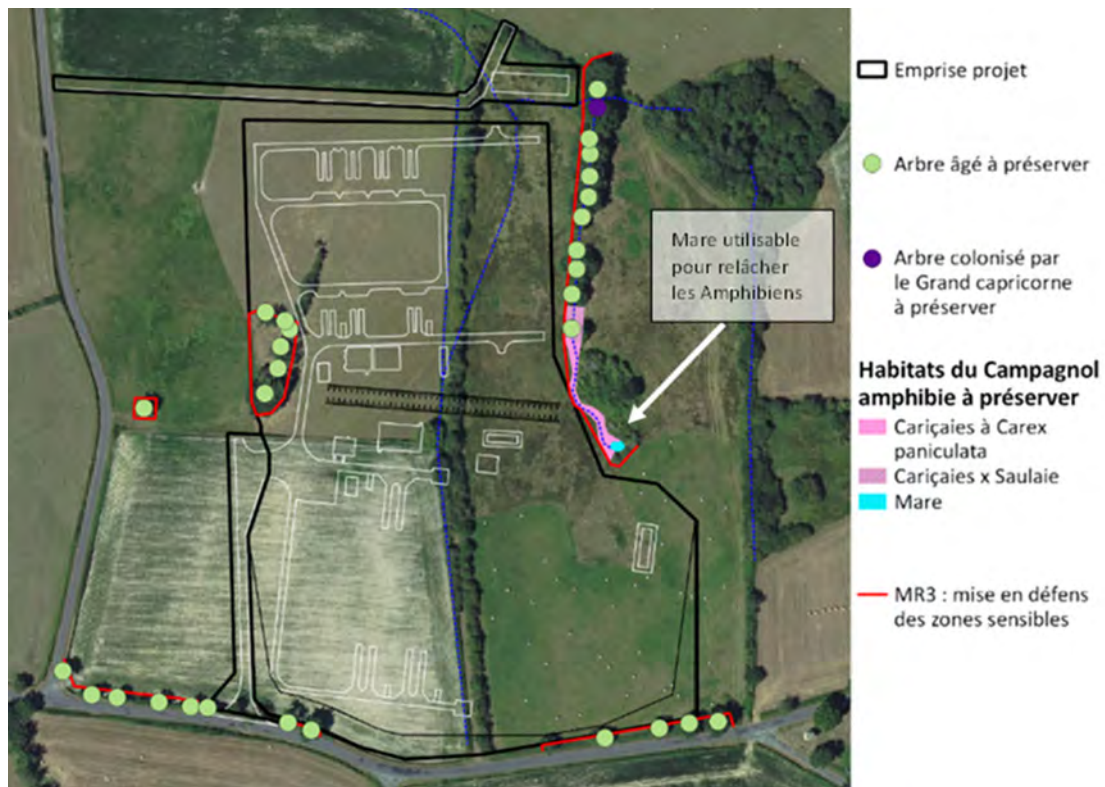 Emprise projet
Arbre âgé à préserver
Mare utilisable
pour relâcher
les Amphibiens
Arbre colonisé par
le Grand capricorne
à préserver
Habitats du Campagnol
amphibie à préserver
Cariçaies à Carex
paniculata
Cariçaies x Saulaie
Mare
MR3 : mise en défens
des zones sensibles